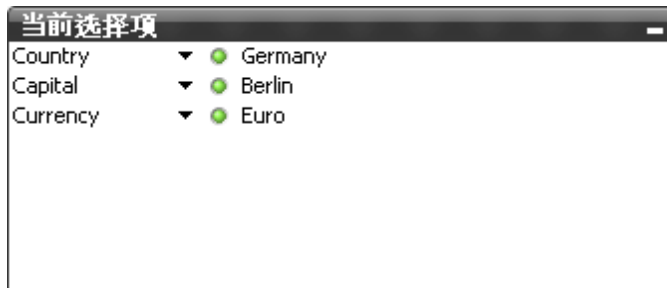 当前选择项
Country Germany
Capital Berlin
Currency Euro